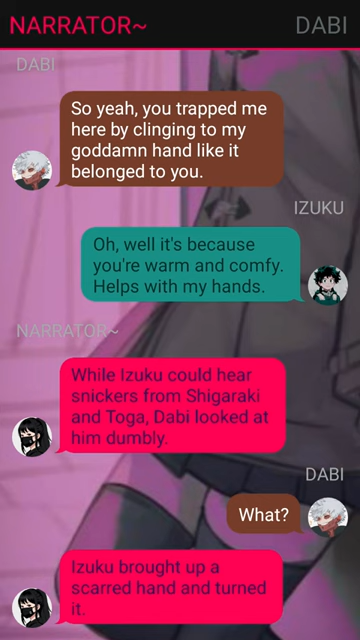 NARRATOR~ DABI
DABI
So yeah, you trapped me
here by clinging to my
goddamn hand like it
belonged to you.
IZUKU
Oh, well it's because
you're warm and comfy.
Helps with my hands.
NARRATOR~
While Izuku could hear
snickers from Shigaraki
and Toga, Dabi looked at
him dumbly.
DABI
What?
Izuku brought up a
scarred hand and turned
it.